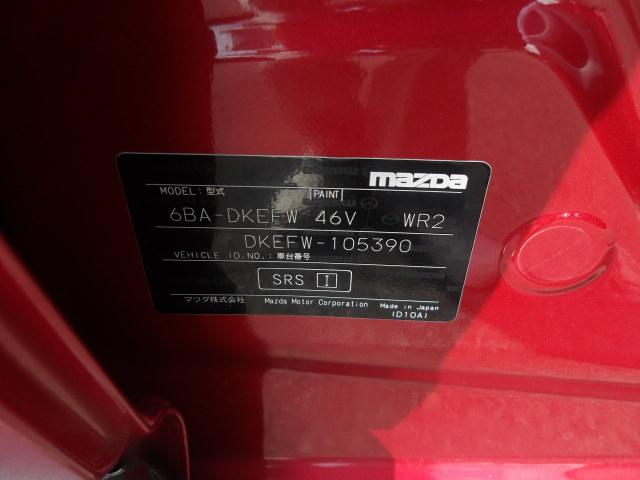 mazda
MODEL:型式 PAINT
6BA-DKEFW 46V WR2
DKEFW-105390
VEHICLE ID.NO.:車台番号
SRS I
マツダ株式会社 Mazda Motor Corporation Made in Japan
(D10A)